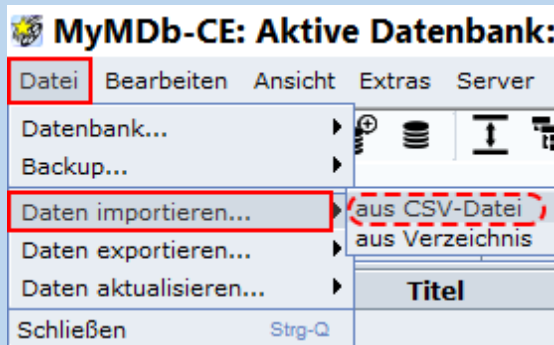 MyMDb-CE: Aktive Datenbank:
Datei Bearbeiten Ansicht Extras Server
Datenbank...
Backup...
Daten importieren...
aus CSV-Datei
aus Verzeichnis
Daten exportieren...
Daten aktualisieren...
Titel
Schließen Strg-Q